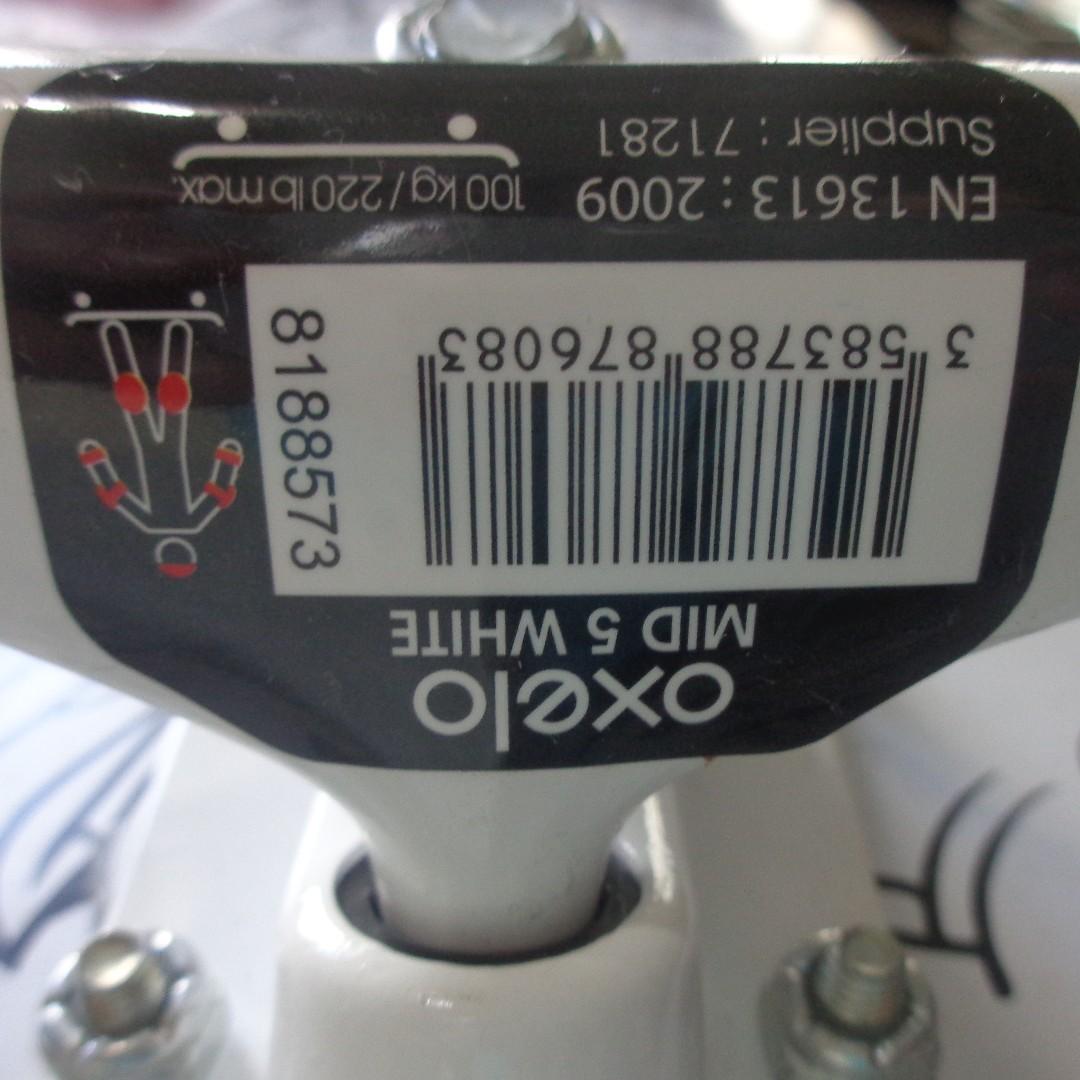 oxelo
MID 5 WHITE
3 583788 876083
8188573
EN 13613 : 2009
Supplier : 71281
100 kg / 220 lb max.